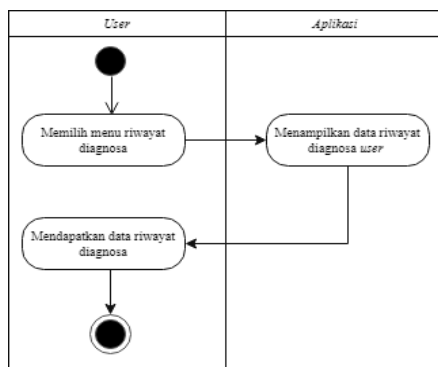 User
Aplikasi
Memilih menu riwayat
diagnosa
Menampilkan data riwayat
diagnosa user
Mendapatkan data riwayat
diagnosa